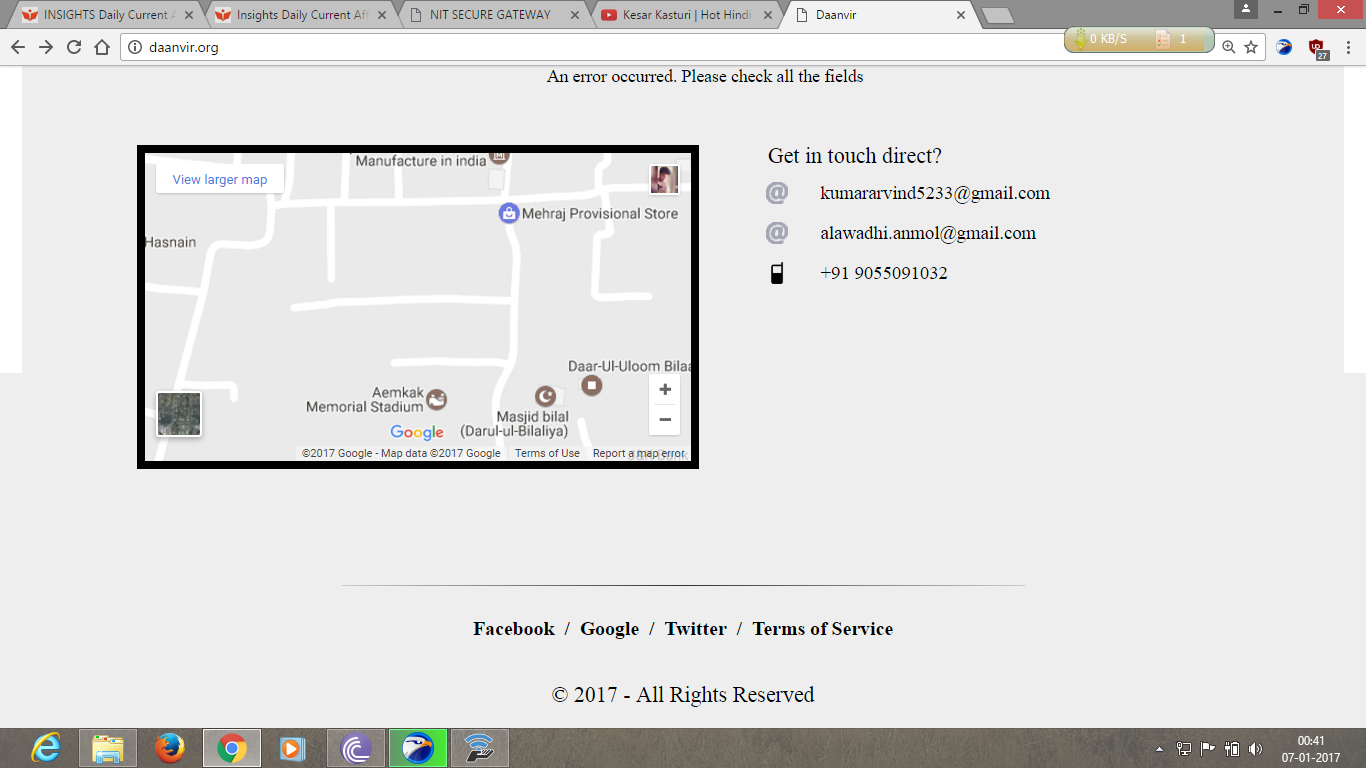 INSIGHTS Daily Current A
Insights Daily Current Aff
NIT SECURE GATEWAY
Kesar Kasturi | Hot Hindi
Daanvir
daanvir.org
0 KB/S
1
27
An error occurred. Please check all the fields
Manufacture in india
View larger map
Mehraj Provisional Store
Hasnain
Daar-Ul-Uloom Bilaa
Aemkak
Memorial Stadium
Masjid bilal
(Darul-ul-Bilaliya)
Google
+
−
©2017 Google - Map data ©2017 Google
Terms of Use
Report a map error
Get in touch direct?
@ kumararvind5233@gmail.com
@ alawadhi.anmol@gmail.com
+91 9055091032
Facebook / Google / Twitter / Terms of Service
© 2017 - All Rights Reserved
00:41
07-01-2017